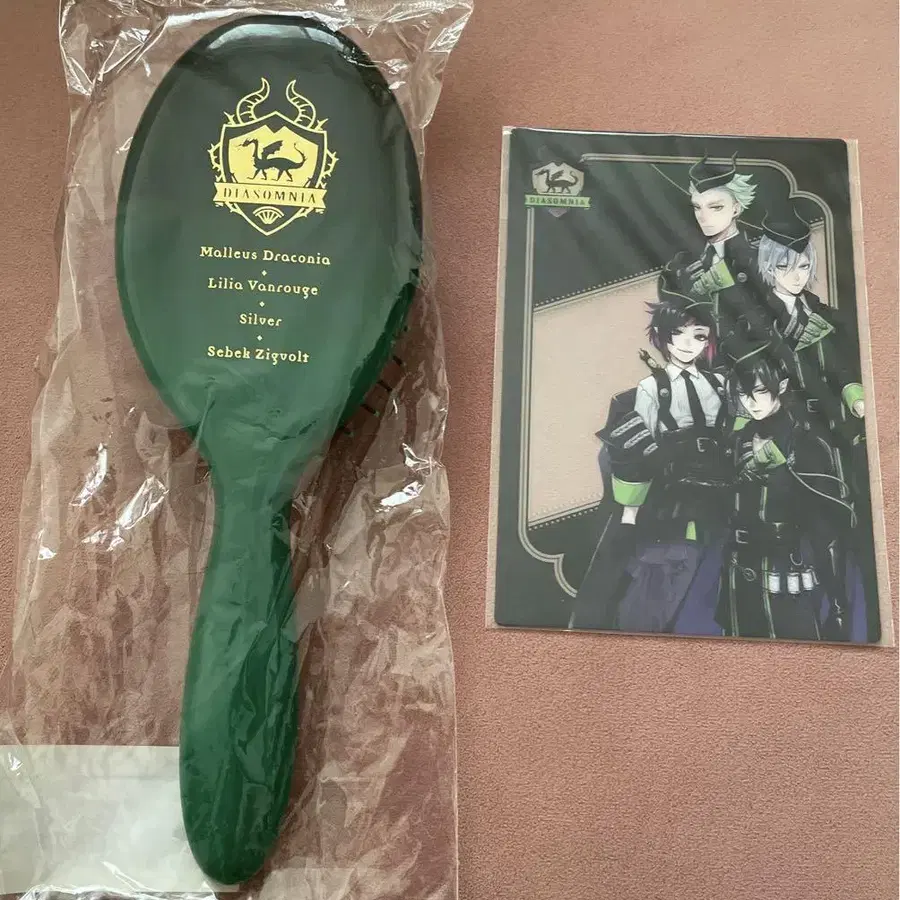 DIASOMNIA
Malleus Draconia
Lilia Vanrouge
Silver
Sebek Zigvolt
DIASOMNIA